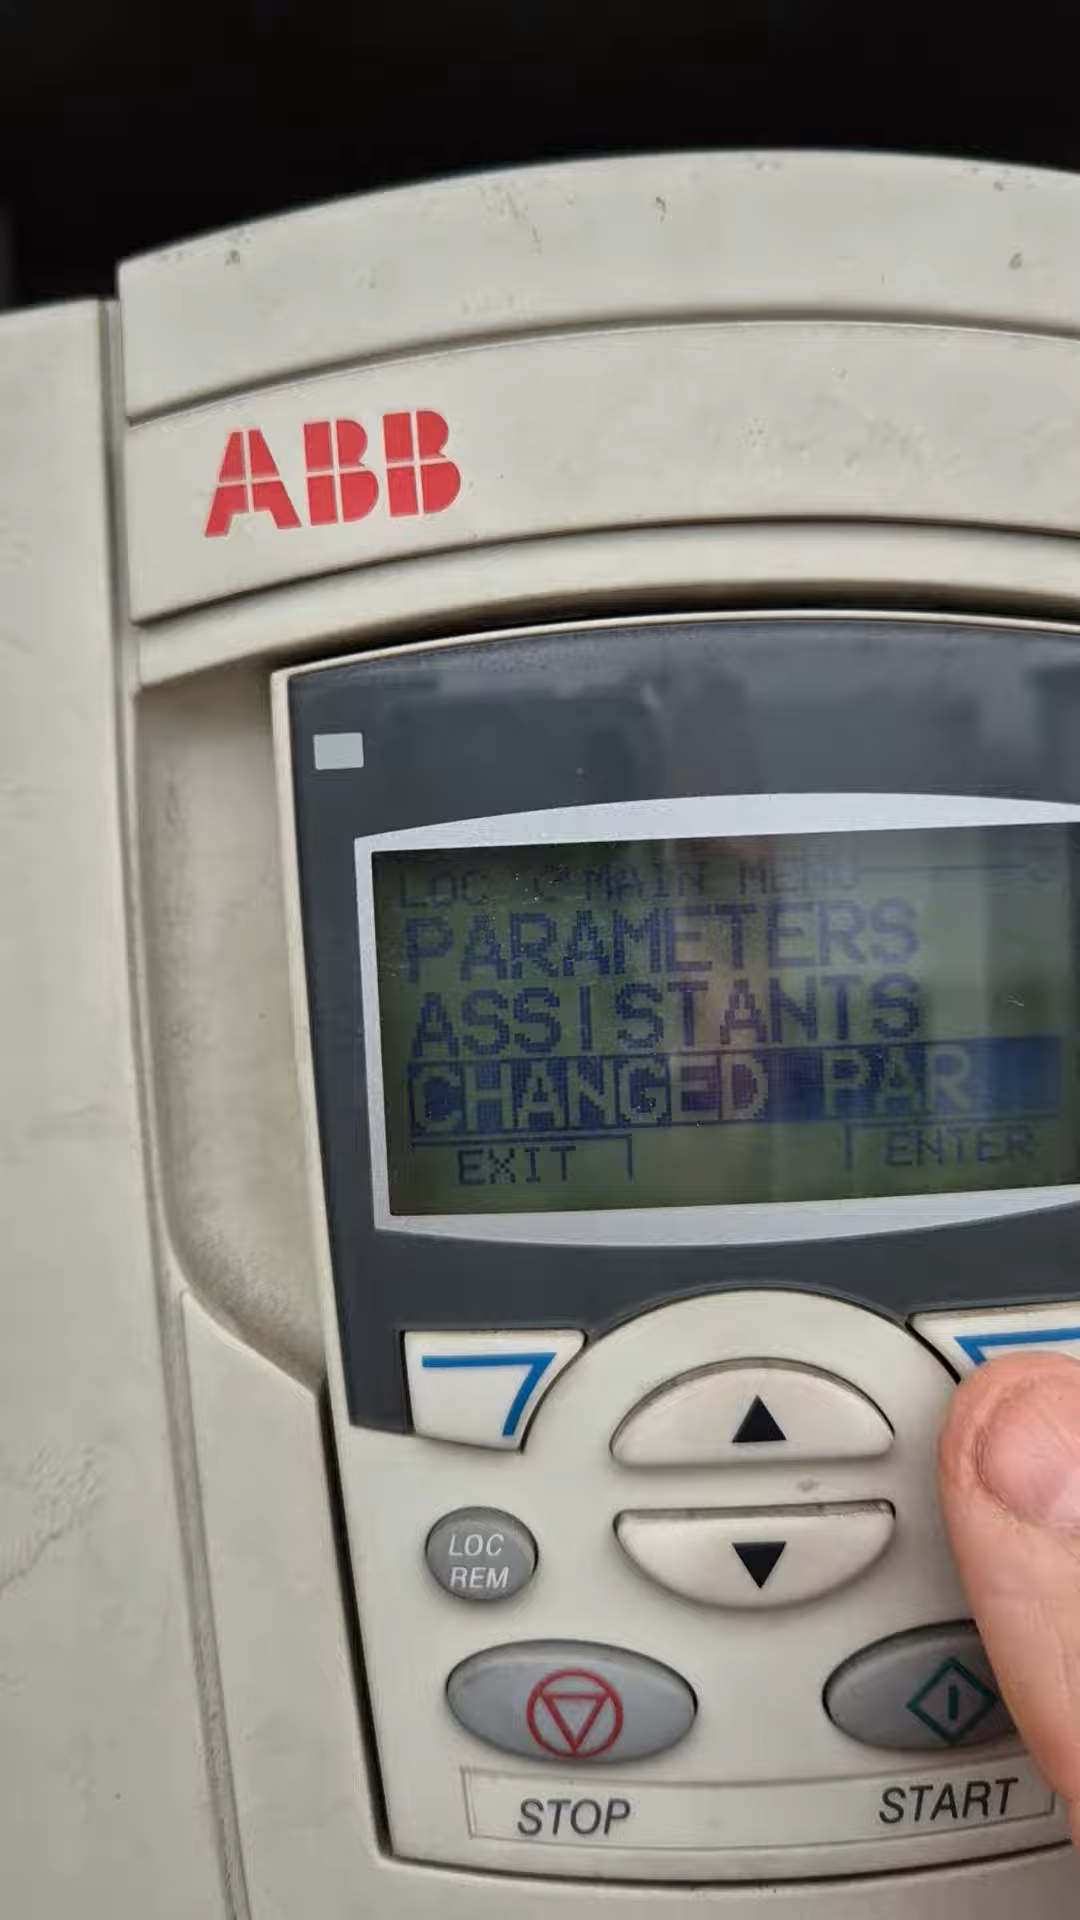 ABB
LOC MAIN MENU
PARAMETERS
ASSISTANTS
CHANGED PAR
EXIT ENTER
LOC
REM
STOP START